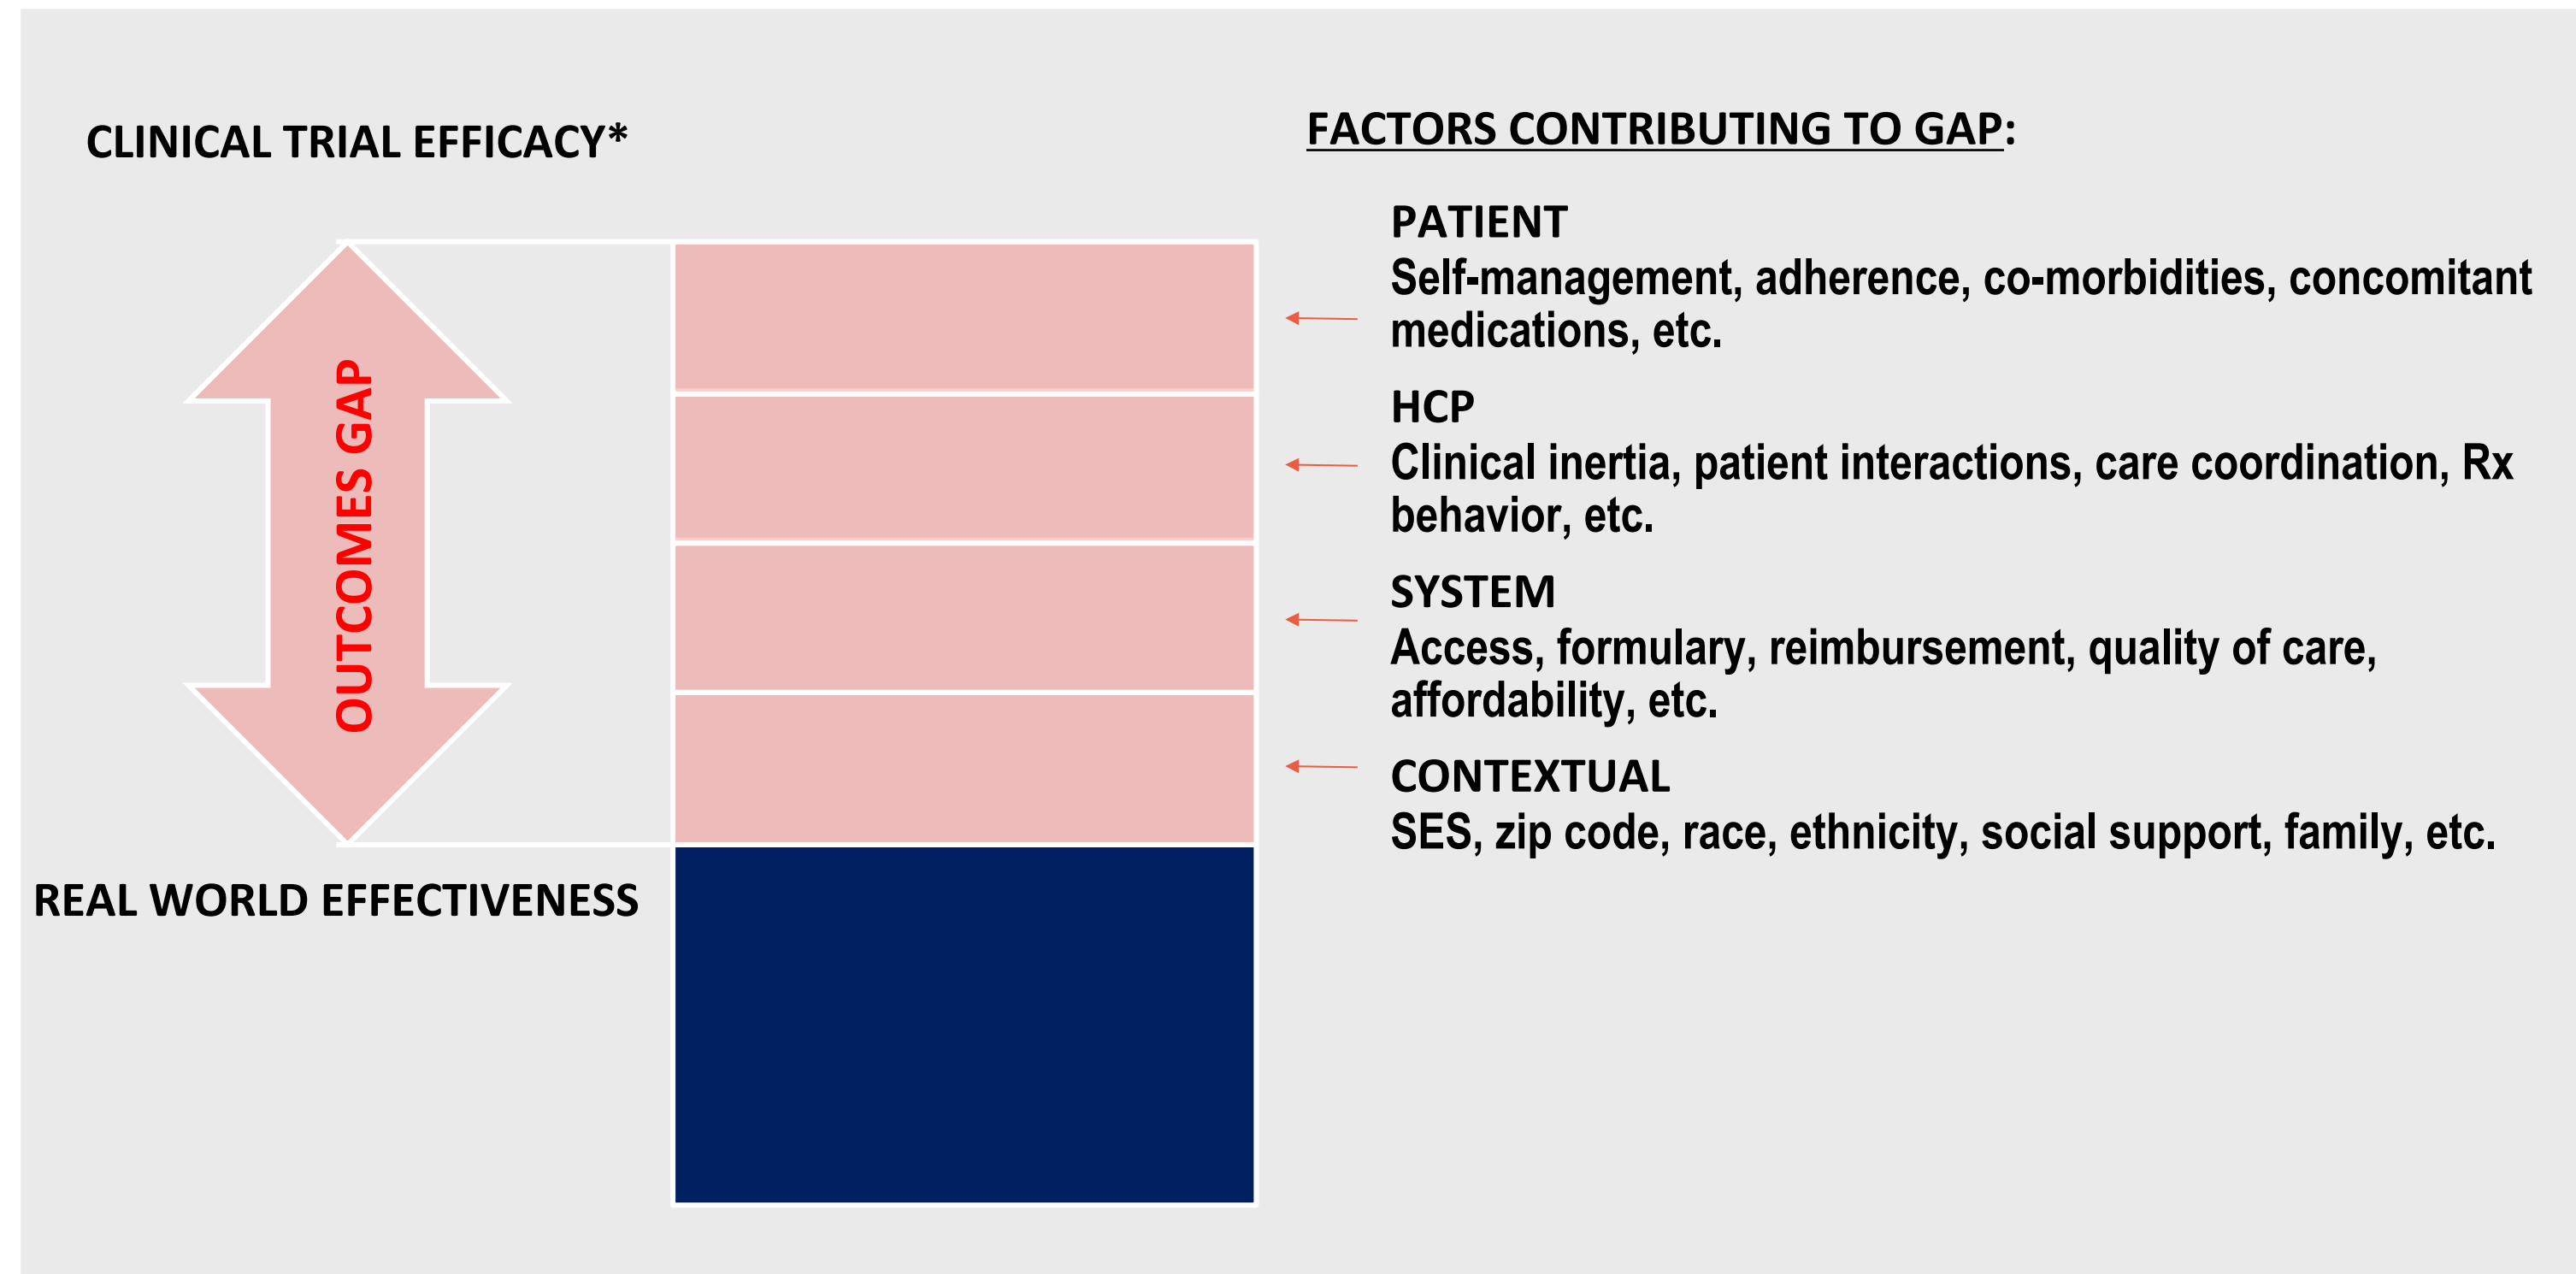 CLINICAL TRIAL EFFICACY*
OUTCOMES GAP
REAL WORLD EFFECTIVENESS
FACTORS CONTRIBUTING TO GAP:
PATIENT
Self-management, adherence, co-morbidities, concomitant
medications, etc.
HCP
Clinical inertia, patient interactions, care coordination, Rx
behavior, etc.
SYSTEM
Access, formulary, reimbursement, quality of care,
affordability, etc.
CONTEXTUAL
SES, zip code, race, ethnicity, social support, family, etc.